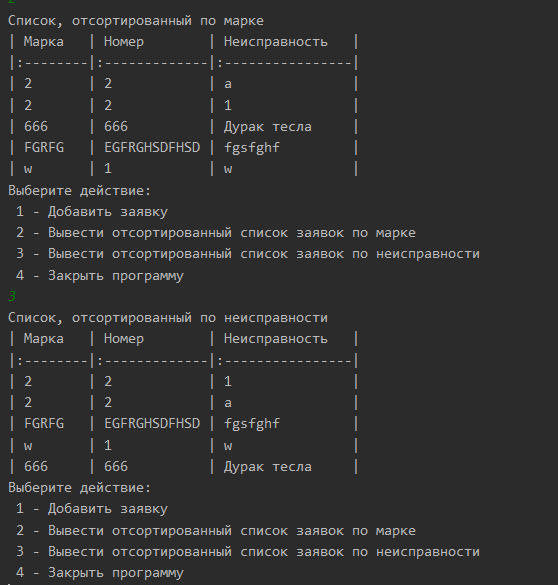 2
Список, отсортированный по марке
| Марка   | Номер        | Неисправность   |
|:--------|:-------------|:----------------|
| 2       | 2            | a               |
| 2       | 2            | 1               |
| 666     | 666          | Дурак тесла     |
| FGRFG   | EGFRGHSDFHSD | fgsfghf         |
| w       | 1            | w               |
Выберите действие:
 1 - Добавить заявку
 2 - Вывести отсортированный список заявок по марке
 3 - Вывести отсортированный список заявок по неисправности
 4 - Закрыть программу
3
Список, отсортированный по неисправности
| Марка   | Номер        | Неисправность   |
|:--------|:-------------|:----------------|
| 2       | 2            | 1               |
| 2       | 2            | a               |
| FGRFG   | EGFRGHSDFHSD | fgsfghf         |
| w       | 1            | w               |
| 666     | 666          | Дурак тесла     |
Выберите действие:
 1 - Добавить заявку
 2 - Вывести отсортированный список заявок по марке
 3 - Вывести отсортированный список заявок по неисправности
 4 - Закрыть программу